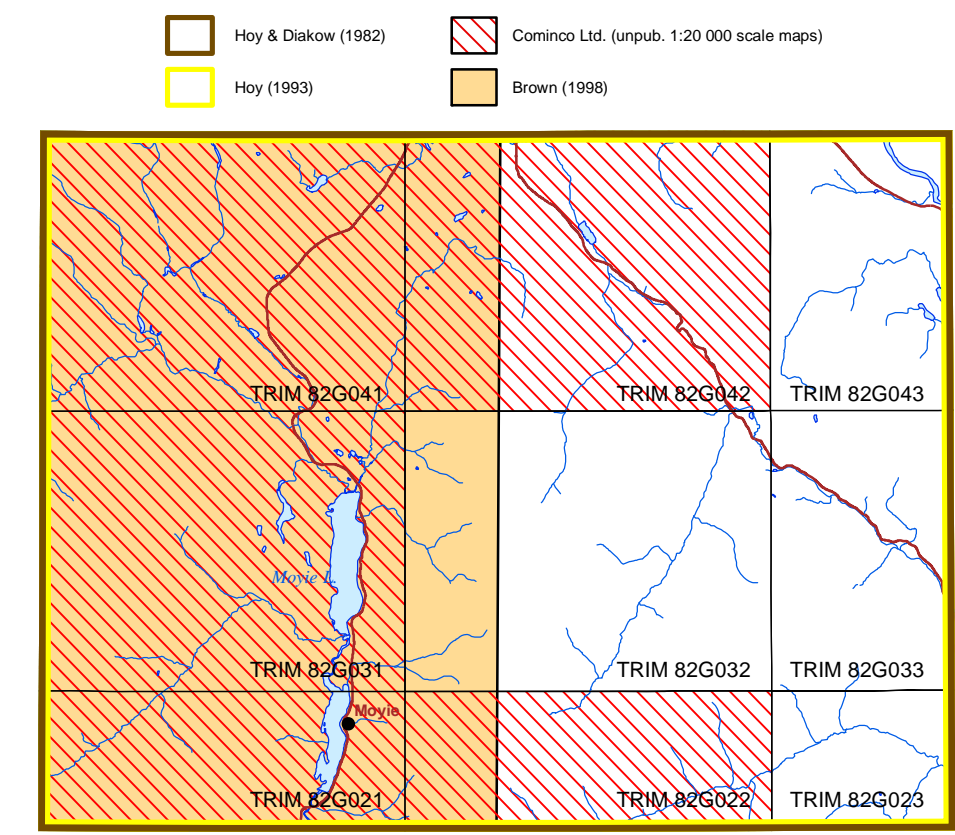 Hoy & Diakow (1982)
Cominco Ltd. (unpub. 1:20 000 scale maps)
Hoy (1993)
Brown (1998)
TRIM 82G041
TRIM 82G042
TRIM 82G043
Moyie L.
TRIM 82G031
TRIM 82G032
TRIM 82G033
Moyie
TRIM 82G021
TRIM 82G022
TRIM 82G023